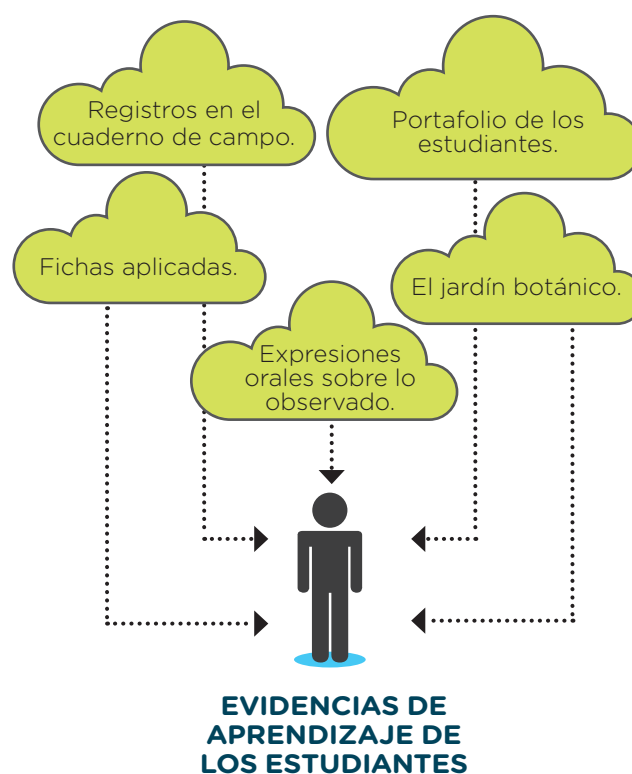 Registros en el
cuaderno de campo.
Portafolio de los
estudiantes.
Fichas aplicadas.
El jardín botánico.
Expresiones
orales sobre lo
observado.
EVIDENCIAS DE
APRENDIZAJE DE
LOS ESTUDIANTES